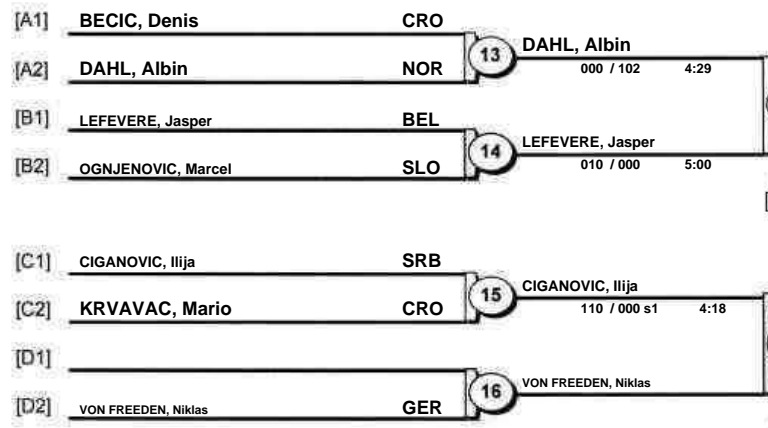 [A1] BECIC, Denis CRO
13 DAHL, Albin
[A2] DAHL, Albin NOR 000 / 102 4:29
[B1] LEFEVERE, Jasper BEL
14 LEFEVERE, Jasper
[B2] OGNJENOVIC, Marcel SLO 010 / 000 5:00
[C1] CIGANOVIC, Ilija SRB
15 CIGANOVIC, Ilija
[C2] KRVAVAC, Mario CRO 110 / 000 s1 4:18
[D1]
16 VON FREEDEN, Niklas
[D2] VON FREEDEN, Niklas GER